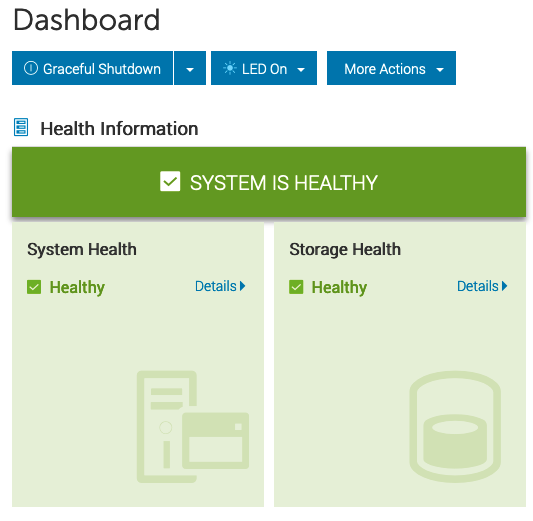 Dashboard
Graceful Shutdown
LED On
More Actions
Health Information
SYSTEM IS HEALTHY
System Health
Healthy
Details
Storage Health
Healthy
Details